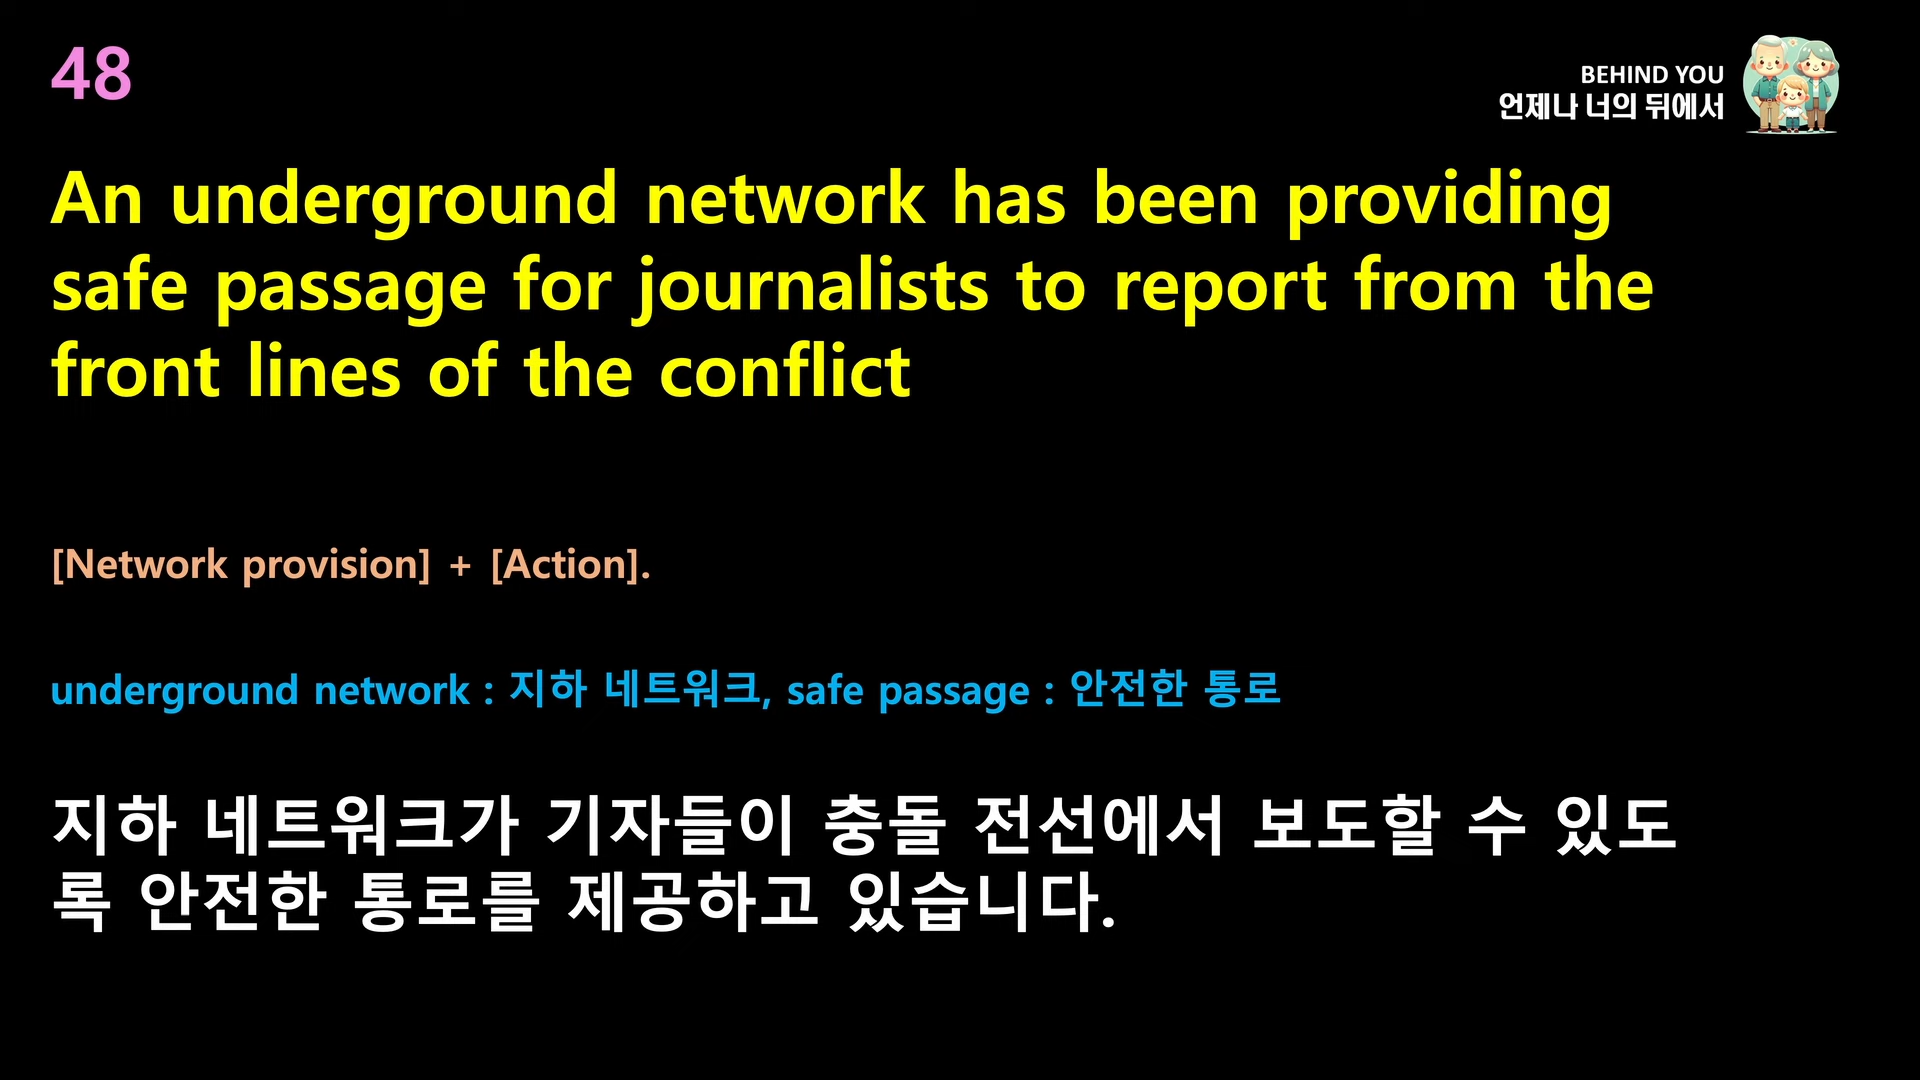 48
BEHIND YOU
언제나 너의 뒤에서
An underground network has been providing
safe passage for journalists to report from the
front lines of the conflict
[Network provision] + [Action].
underground network : 지하 네트워크, safe passage : 안전한 통로
지하 네트워크가 기자들이 충돌 전선에서 보도할 수 있도
록 안전한 통로를 제공하고 있습니다.